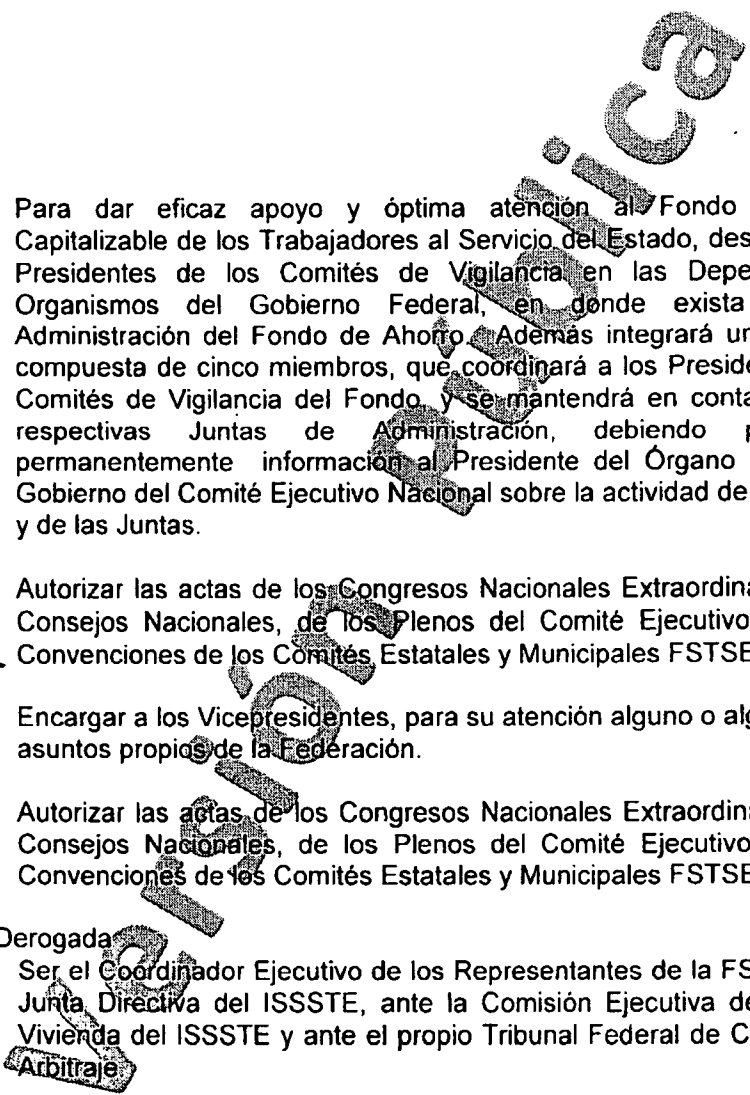 Para dar eficaz apoyo y óptima atención al Fondo
Capitalizable de los Trabajadores al Servicio del Estado, des
Presidentes de los Comités de Vigilancia en las Depe
Organismos del Gobierno Federal, en donde exista
Administración del Fondo de Ahorro. Además integrará un
compuesta de cinco miembros, que coordinará a los Preside
Comités de Vigilancia del Fondo, y se mantendrá en conta
respectivas Juntas de Administración, debiendo p
permanentemente información al Presidente del Órgano
Gobierno del Comité Ejecutivo Nacional sobre la actividad de
y de las Juntas.
Autorizar las actas de los Congresos Nacionales Extraordina
Consejos Nacionales, de los Plenos del Comité Ejecutivo
Convenciones de los Comités Estatales y Municipales FSTSE
Encargar a los Vicepresidentes, para su atención alguno o alg
asuntos propios de la Federación.
Autorizar las actas de los Congresos Nacionales Extraordina
Consejos Nacionales, de los Plenos del Comité Ejecutivo
Convenciones de los Comités Estatales y Municipales FSTSE
Derogada
Ser el Coordinador Ejecutivo de los Representantes de la FS
Junta Directiva del ISSSTE, ante la Comisión Ejecutiva de
Vivienda del ISSSTE y ante el propio Tribunal Federal de C
Arbitraje.
Versión Pública